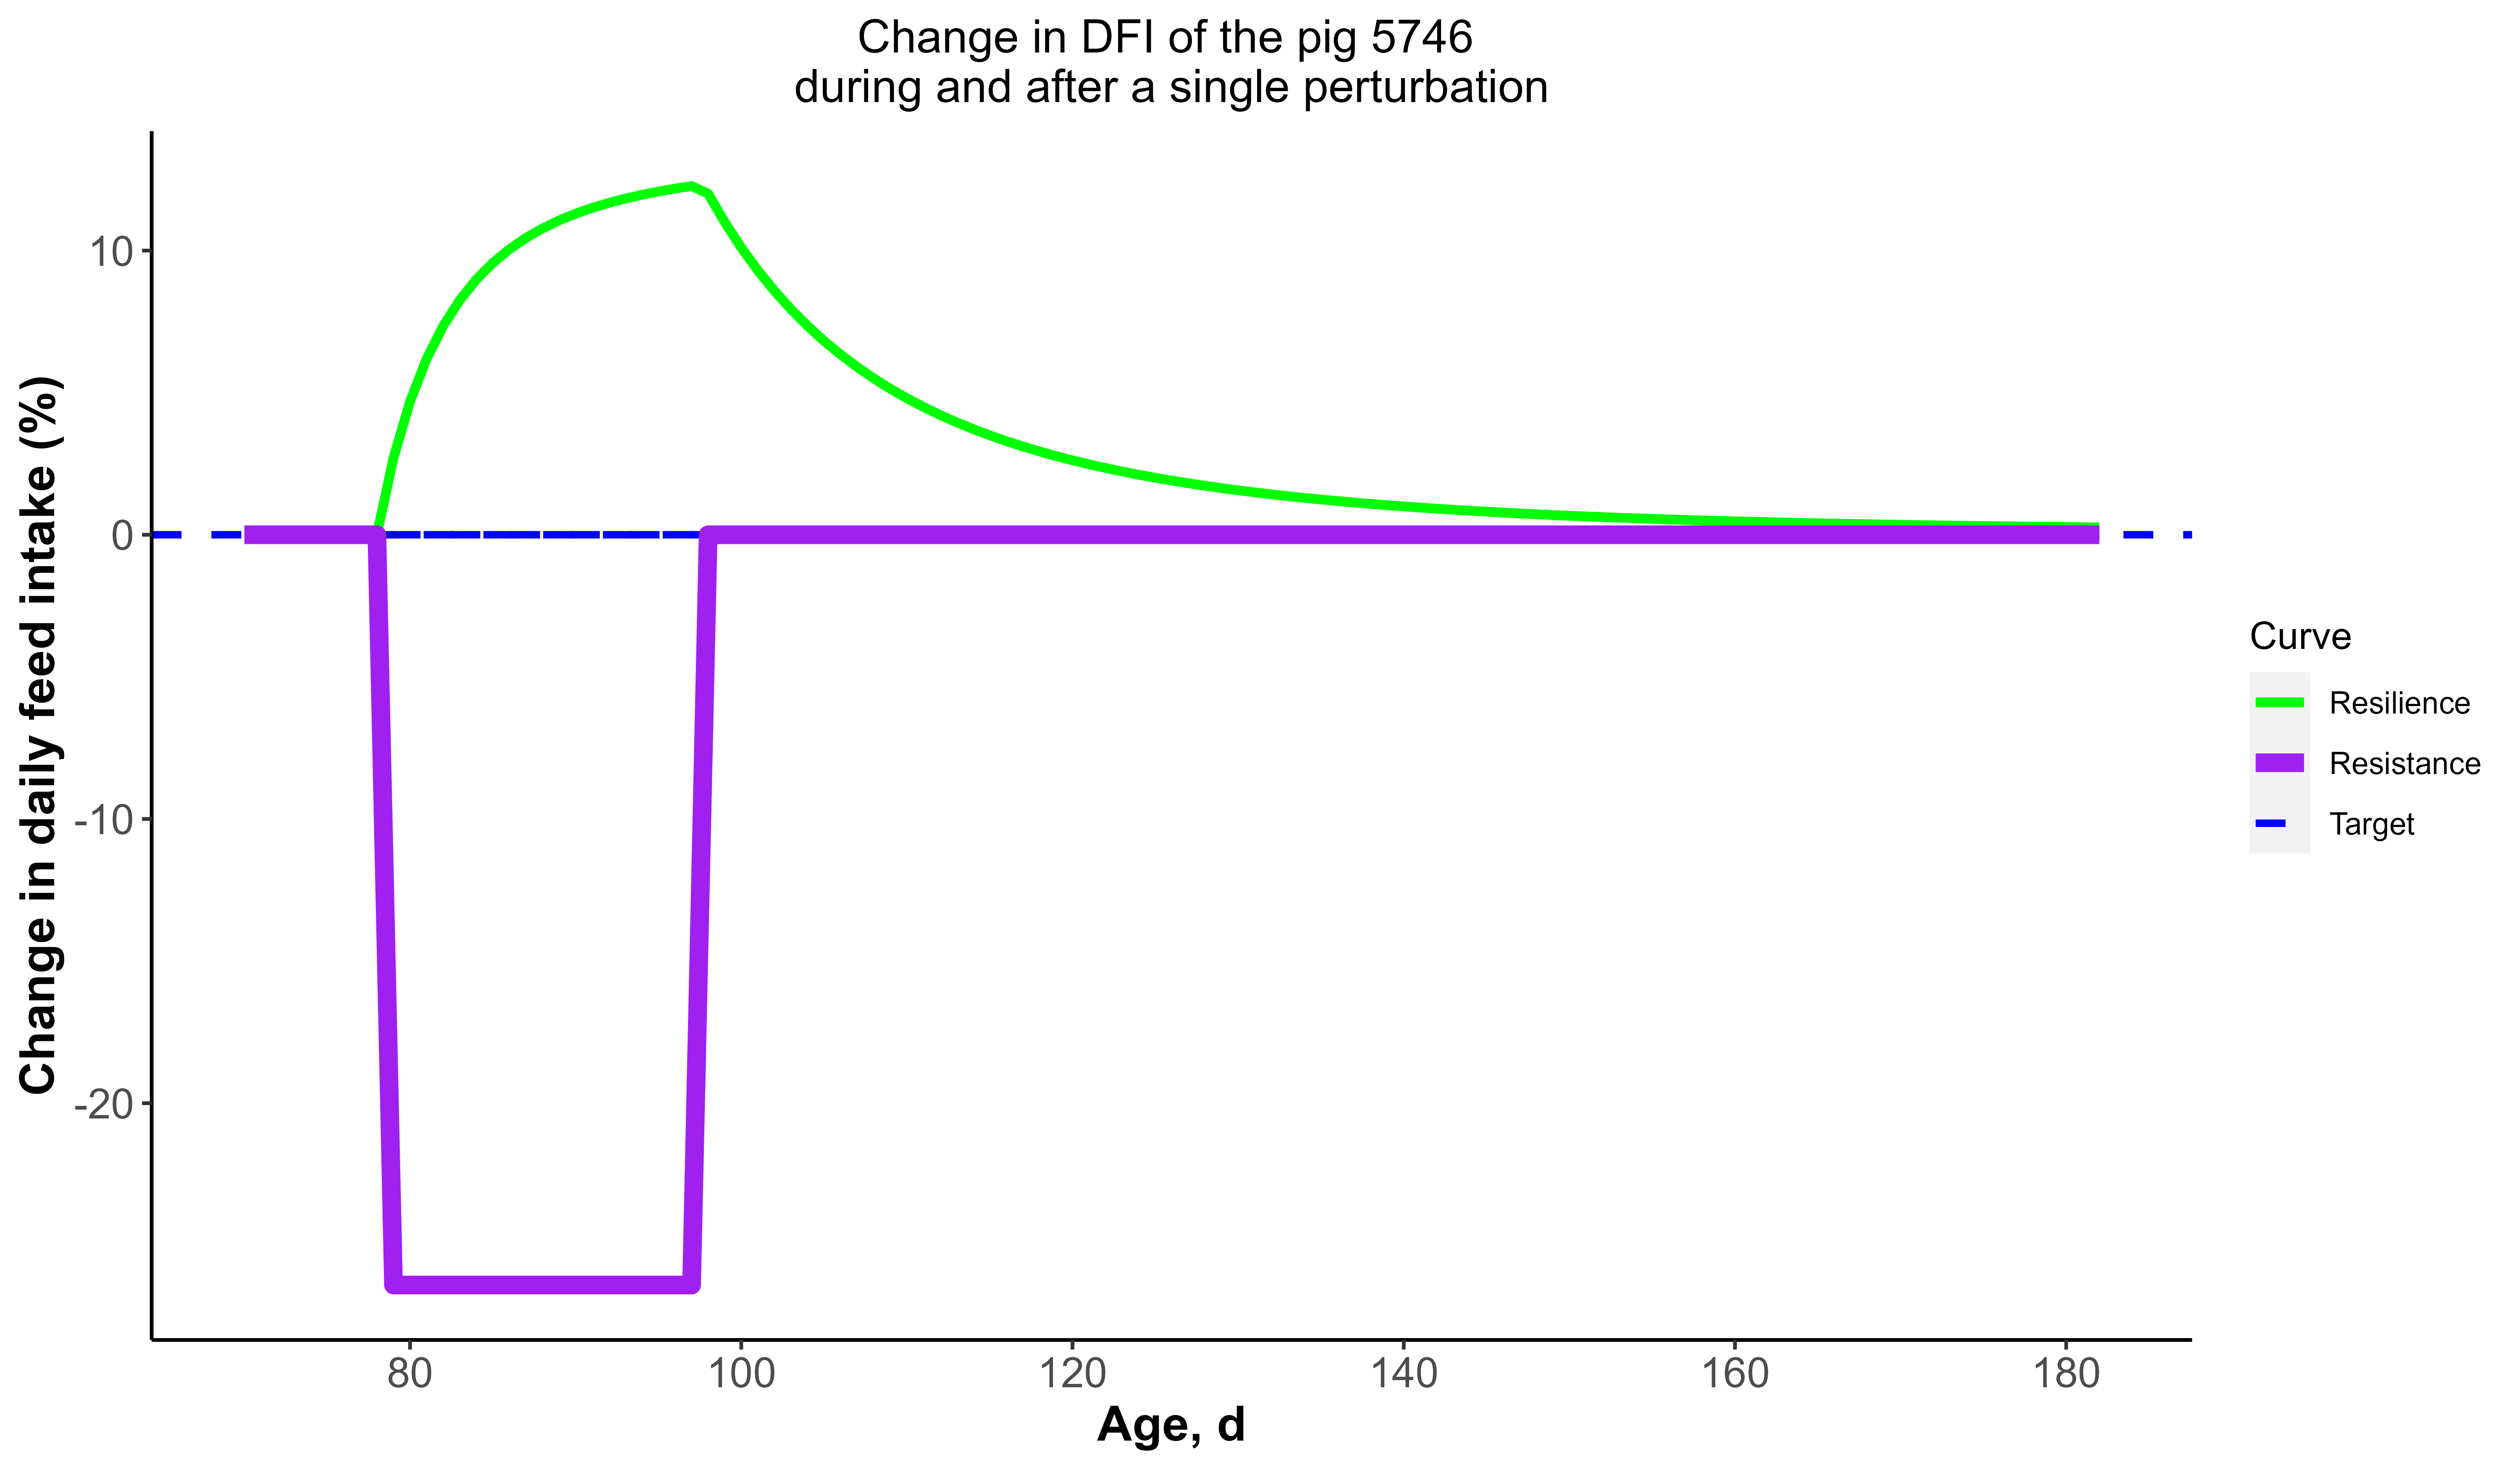 Change in DFI of the pig 5746
during and after a single perturbation
Change in daily feed intake (%)
10
0
-10
-20
80
100
120
140
160
180
Age, d
Curve
Resilience
Resistance
Target